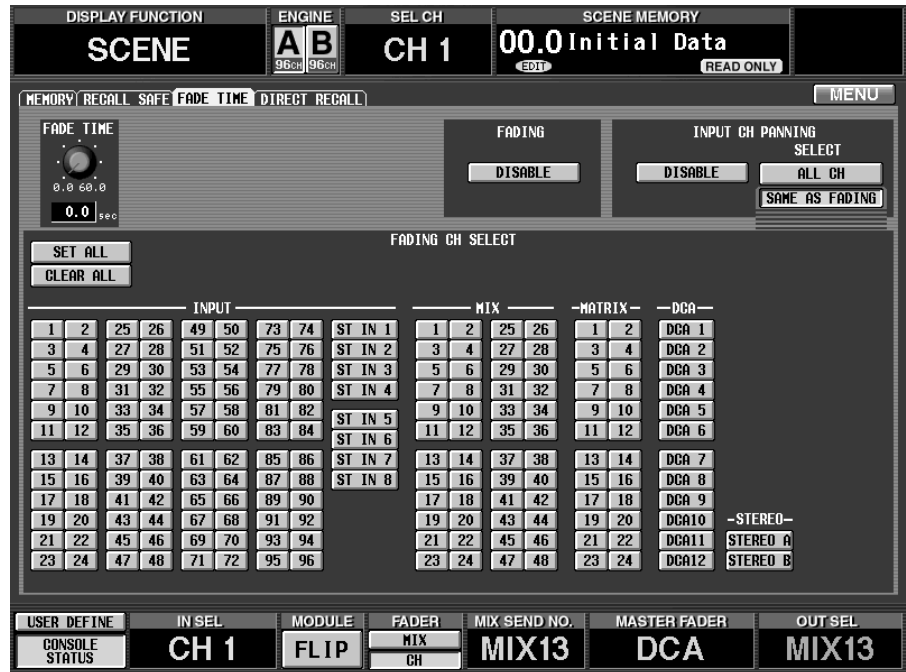 DISPLAY FUNCTION ENGINE SEL CH SCENE MEMORY
SCENE A B CH 1 00.0 Initial Data
96CH 96CH EDIT READ ONLY
MEMORY RECALL SAFE FADE TIME DIRECT RECALL MENU
FADE TIME FADING INPUT CH PANNING
SELECT
DISABLE DISABLE ALL CH
0.0 60.0 SAME AS FADING
0.0 sec
FADING CH SELECT
SET ALL
CLEAR ALL
INPUT MIX MATRIX DCA
1 2 25 26 49 50 73 74 ST IN 1 1 2 25 26 1 2 DCA 1
3 4 27 28 51 52 75 76 ST IN 2 3 4 27 28 3 4 DCA 2
5 6 29 30 53 54 77 78 ST IN 3 5 6 29 30 5 6 DCA 3
7 8 31 32 55 56 79 80 ST IN 4 7 8 31 32 7 8 DCA 4
9 10 33 34 57 58 81 82 ST IN 5 9 10 33 34 9 10 DCA 5
11 12 35 36 59 60 83 84 ST IN 6 11 12 35 36 11 12 DCA 6
13 14 37 38 61 62 85 86 ST IN 7 13 14 37 38 13 14 DCA 7
15 16 39 40 63 64 87 88 ST IN 8 15 16 39 40 15 16 DCA 8
17 18 41 42 65 66 89 90 17 18 41 42 17 18 DCA 9
19 20 43 44 67 68 91 92 19 20 43 44 19 20 DCA10 -STEREO-
21 22 45 46 69 70 93 94 21 22 45 46 21 22 DCA11 STEREO A
23 24 47 48 71 72 95 96 23 24 47 48 23 24 DCA12 STEREO B
USER DEFINE IN SEL MODULE FADER MIX SEND NO. MASTER FADER OUT SEL
CONSOLE STATUS CH 1 FLIP MIX CH MIX13 DCA MIX13